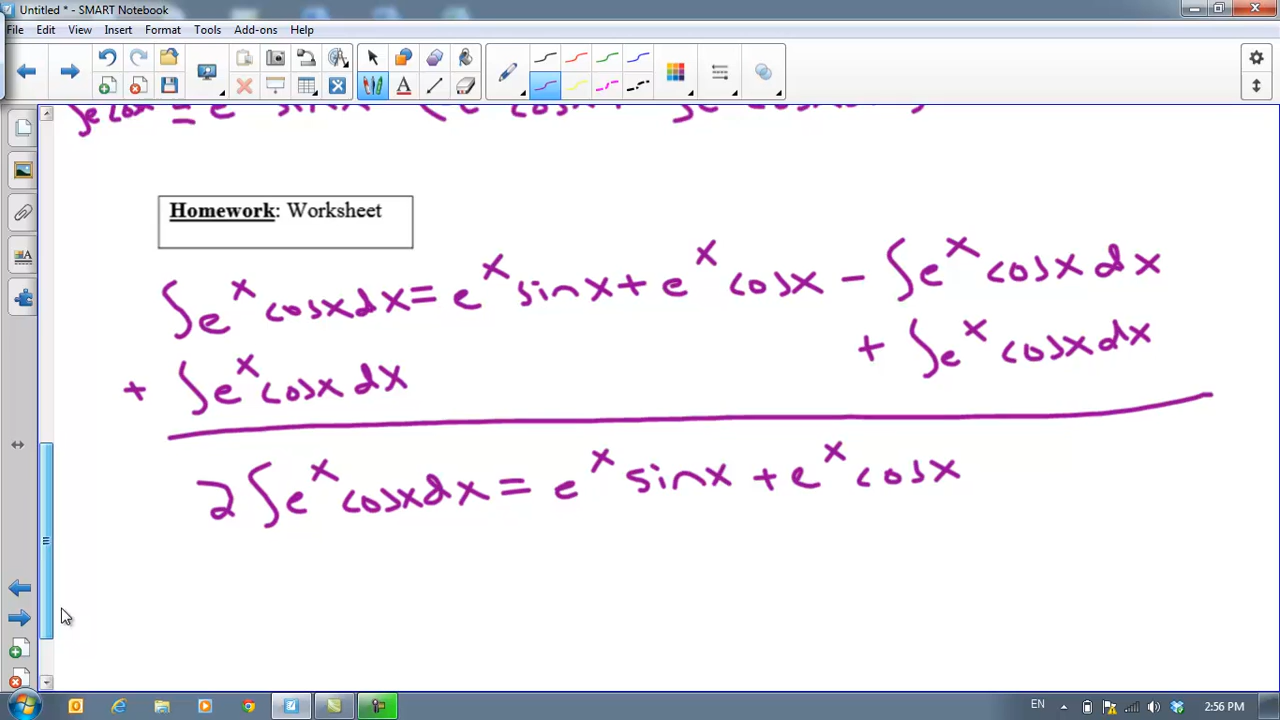 Untitled * - SMART Notebook
File Edit View Insert Format Tools Add-ons Help
Homework: Worksheet
∫e^x cosx dx = e^x sinx + e^x cosx − ∫e^x cosx dx
+ ∫e^x cosx dx + ∫e^x cosx dx
2∫e^x cosx dx = e^x sinx + e^x cosx
EN 2:56 PM